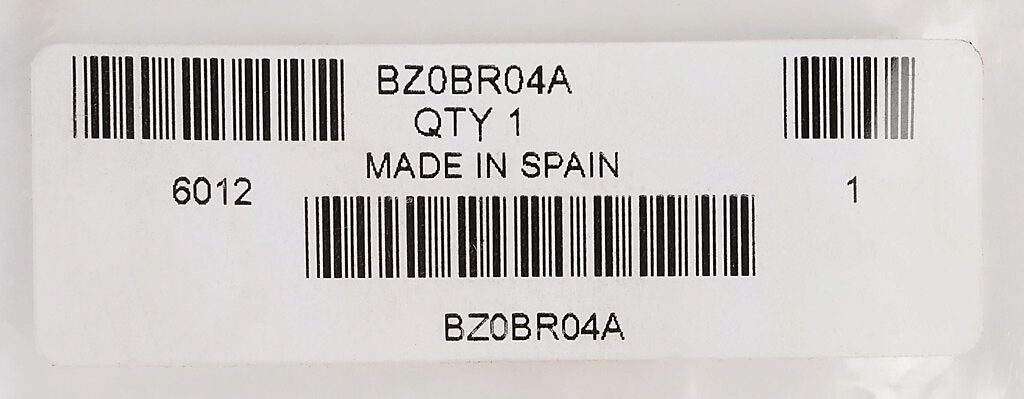 BZ0BR04A
QTY 1
MADE IN SPAIN
6012
1
BZ0BR04A